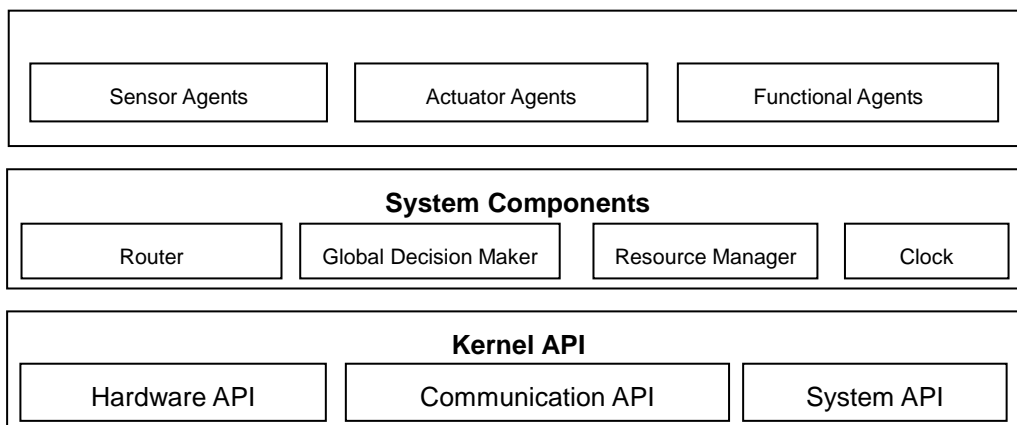 Sensor Agents
Actuator Agents
Functional Agents
System Components
Router
Global Decision Maker
Resource Manager
Clock
Kernel API
Hardware API
Communication API
System API